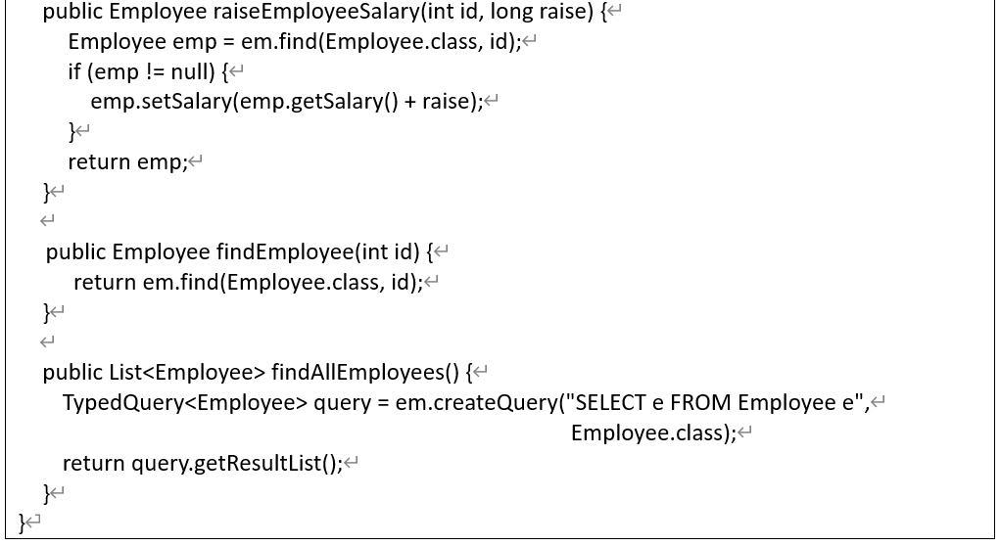 public Employee raiseEmployeeSalary(int id, long raise) {↵
Employee emp = em.find(Employee.class, id);↵
if (emp != null) {↵
emp.setSalary(emp.getSalary() + raise);↵
}↵
return emp;↵
}↵
↵
public Employee findEmployee(int id) {↵
return em.find(Employee.class, id);↵
}↵
↵
public List<Employee> findAllEmployees() {↵
TypedQuery<Employee> query = em.createQuery("SELECT e FROM Employee e",↵
Employee.class);↵
return query.getResultList();↵
}↵
}↵